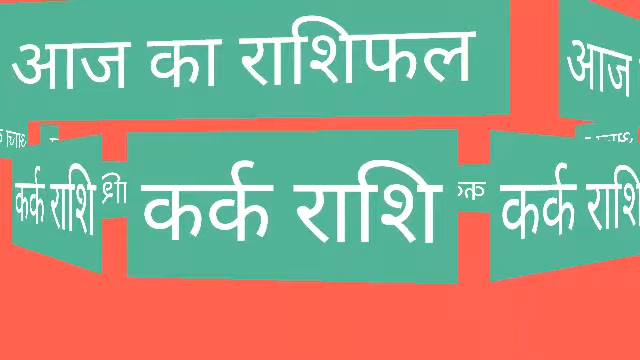 आज का राशिफल
आज
कर्क राशि
कर्क राशि
कर्क राशि